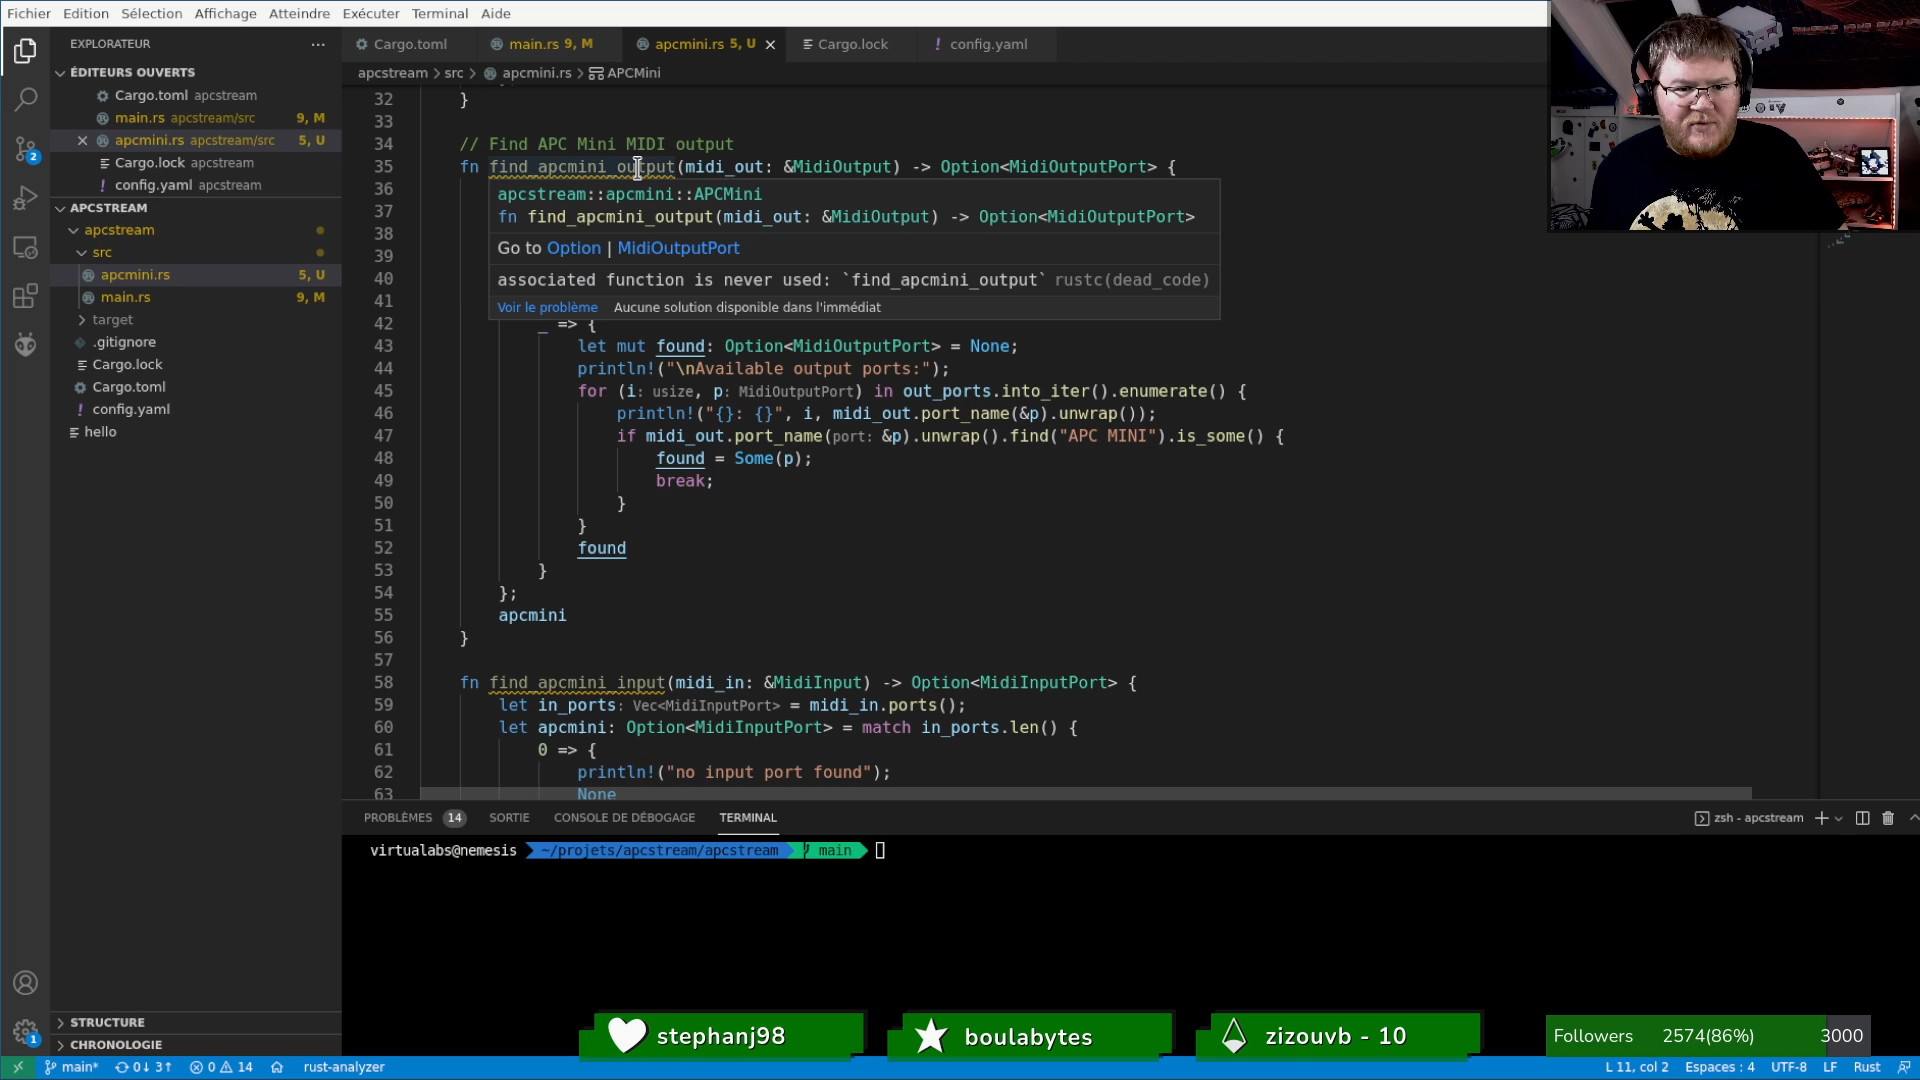 Fichier Edition Sélection Affichage Atteindre Exécuter Terminal Aide
EXPLORATEUR ···
ÉDITEURS OUVERTS
Cargo.toml apcstream
main.rs apcstream/src 9, M
apcmini.rs apcstream/src 5, U
Cargo.lock apcstream
config.yaml apcstream
APCSTREAM
apcstream
src
apcmini.rs 5, U
main.rs 9, M
target
.gitignore
Cargo.lock
Cargo.toml
config.yaml
hello
STRUCTURE
CHRONOLOGIE
2
1
Cargo.toml main.rs 9, M apcmini.rs 5, U Cargo.lock config.yaml
apcstream > src > apcmini.rs > APCMini
32 }
33
34 // Find APC Mini MIDI output
35 fn find_apcmini_output(midi_out: &MidiOutput) -> Option<MidiOutputPort> {
36
37
38
39
40
41
apcstream::apcmini::APCMini
fn find_apcmini_output(midi_out: &MidiOutput) -> Option<MidiOutputPort>
Go to Option | MidiOutputPort
associated function is never used: `find_apcmini_output` rustc(dead_code)
Voir le problème Aucune solution disponible dans l'immédiat
42 _ => {
43 let mut found: Option<MidiOutputPort> = None;
44 println!("\nAvailable output ports:");
45 for (i: usize, p: MidiOutputPort) in out_ports.into_iter().enumerate() {
46 println!("{}: {}", i, midi_out.port_name(&p).unwrap());
47 if midi_out.port_name(port: &p).unwrap().find("APC MINI").is_some() {
48 found = Some(p);
49 break;
50 }
51 }
52 found
53 }
54 };
55 apcmini
56 }
57
58 fn find_apcmini_input(midi_in: &MidiInput) -> Option<MidiInputPort> {
59 let in_ports: Vec<MidiInputPort> = midi_in.ports();
60 let apcmini: Option<MidiInputPort> = match in_ports.len() {
61 0 => {
62 println!("no input port found");
63 None
PROBLÈMES 14 SORTIE CONSOLE DE DÉBOGAGE TERMINAL zsh - apcstream
virtualabs@nemesis ~/projets/apcstream/apcstream main
stephanj98 boulabytes zizouvb - 10 Followers 2574(86%) 3000
main* 0↓ 3↑ 0 14 rust-analyzer L 11, col 2 Espaces : 4 UTF-8 LF Rust